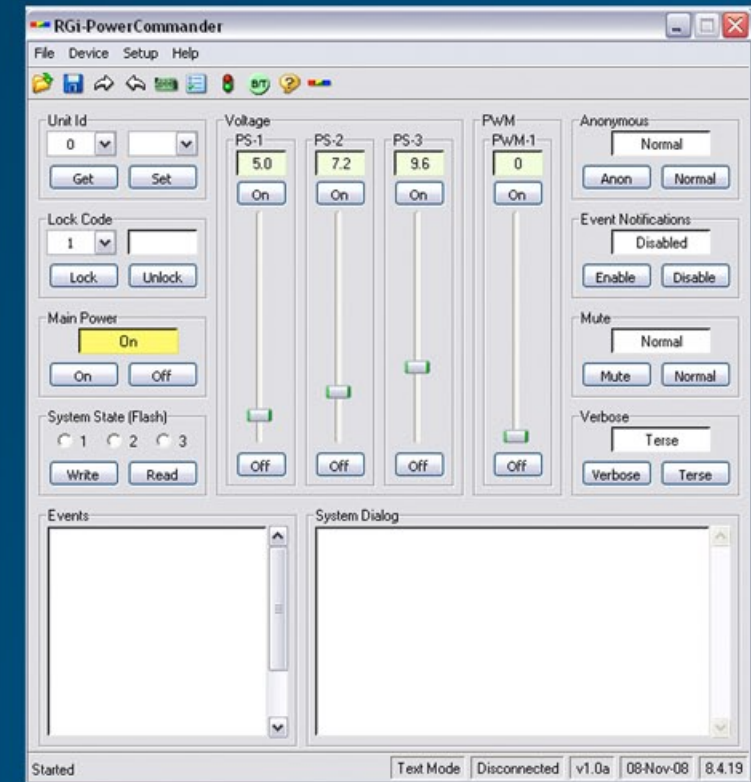 RGi-PowerCommander
File Device Setup Help
B/T
Unit Id
0
Get Set
Lock Code
1
Lock Unlock
Main Power
On
On Off
System State (Flash)
1 2 3
Write Read
Voltage
PS-1 PS-2 PS-3
5.0 7.2 9.6
On On On
Off Off Off
PWM
PWM-1
0
On
Off
Anonymous
Normal
Anon Normal
Event Notifications
Disabled
Enable Disable
Mute
Normal
Mute Normal
Verbose
Terse
Verbose Terse
Events
System Dialog
Started Text Mode Disconnected v1.0a 08-Nov-08 8.4.19